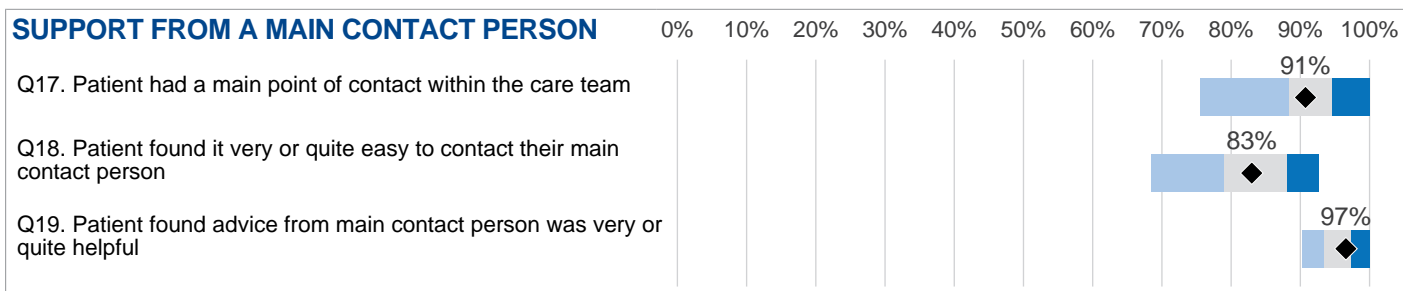 SUPPORT FROM A MAIN CONTACT PERSON 0% 10% 20% 30% 40% 50% 60% 70% 80% 90% 100%
Q17. Patient had a main point of contact within the care team
91%
Q18. Patient found it very or quite easy to contact their main
contact person
83%
Q19. Patient found advice from main contact person was very or
quite helpful
97%